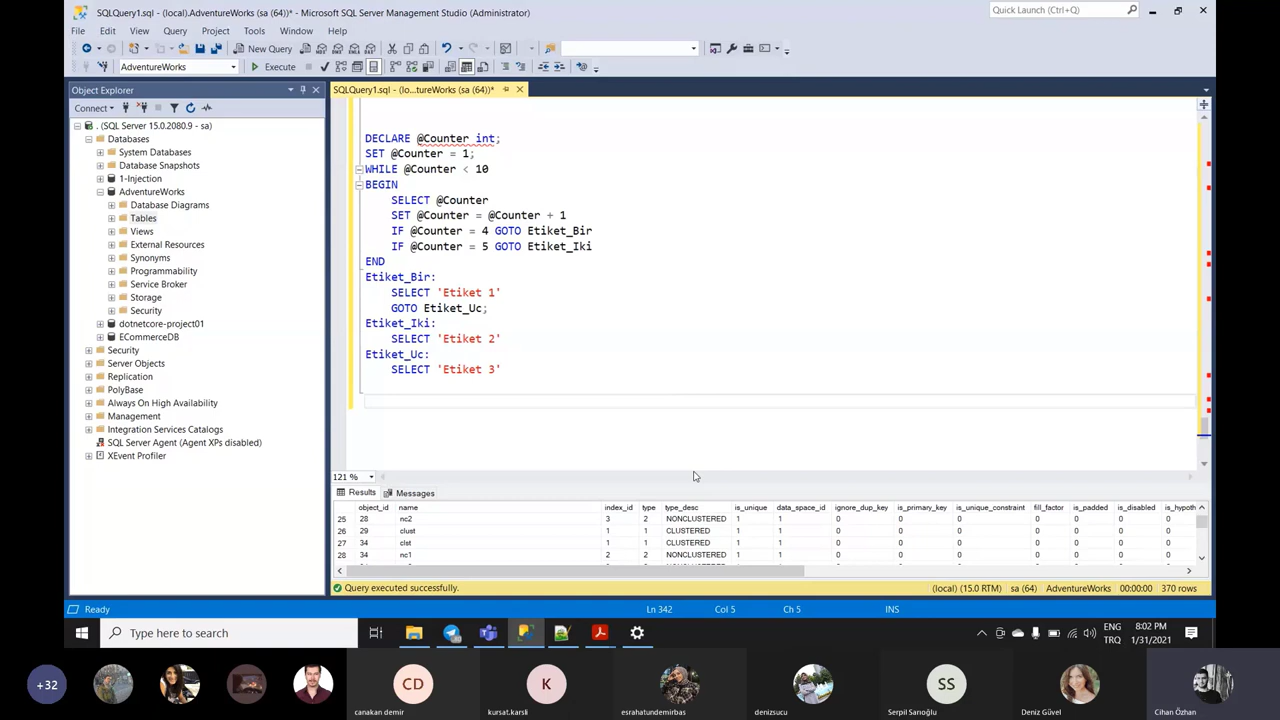 SQLQuery1.sql - (local).AdventureWorks (sa (64))* - Microsoft SQL Server Management Studio (Administrator)
Quick Launch (Ctrl+Q)
File Edit View Query Project Tools Window Help
New Query
AdventureWorks
Execute
Object Explorer
SQLQuery1.sql - (lo...tureWorks (sa (64))*
Connect
. (SQL Server 15.0.2080.9 - sa)
Databases
System Databases
Database Snapshots
1-Injection
AdventureWorks
Database Diagrams
Tables
Views
External Resources
Synonyms
Programmability
Service Broker
Storage
Security
dotnetcore-project01
ECommerceDB
Security
Server Objects
Replication
PolyBase
Always On High Availability
Management
Integration Services Catalogs
SQL Server Agent (Agent XPs disabled)
XEvent Profiler
DECLARE @Counter int;
SET @Counter = 1;
WHILE @Counter < 10
BEGIN
SELECT @Counter
SET @Counter = @Counter + 1
IF @Counter = 4 GOTO Etiket_Bir
IF @Counter = 5 GOTO Etiket_Iki
END
Etiket_Bir:
SELECT 'Etiket 1'
GOTO Etiket_Uc;
Etiket_Iki:
SELECT 'Etiket 2'
Etiket_Uc:
SELECT 'Etiket 3'
121 %
Results Messages
object_id name index_id type type_desc is_unique data_space_id ignore_dup_key is_primary_key is_unique_constraint fill_factor is_padded is_disabled is_hypoth
25 28 nc2 3 2 NONCLUSTERED 1 1 0 0 0 0 0 0 0
26 29 clust 1 1 CLUSTERED 1 1 0 0 0 0 0 0 0
27 34 clst 1 1 CLUSTERED 1 1 0 0 0 0 0 0 0
28 34 nc1 2 2 NONCLUSTERED 1 1 0 0 0 0 0 0 0
Query executed successfully.
(local) (15.0 RTM) sa (64) AdventureWorks 00:00:00 370 rows
Ready
Ln 342 Col 5 Ch 5 INS
Type here to search
ENG
TRQ
8:02 PM
1/31/2021
+32
CD
K
SS
canakan demir
kursat.karsli
esrahatundemirbas
denizsucu
Serpil Sarıoğlu
Deniz Güvel
Cihan Özhan